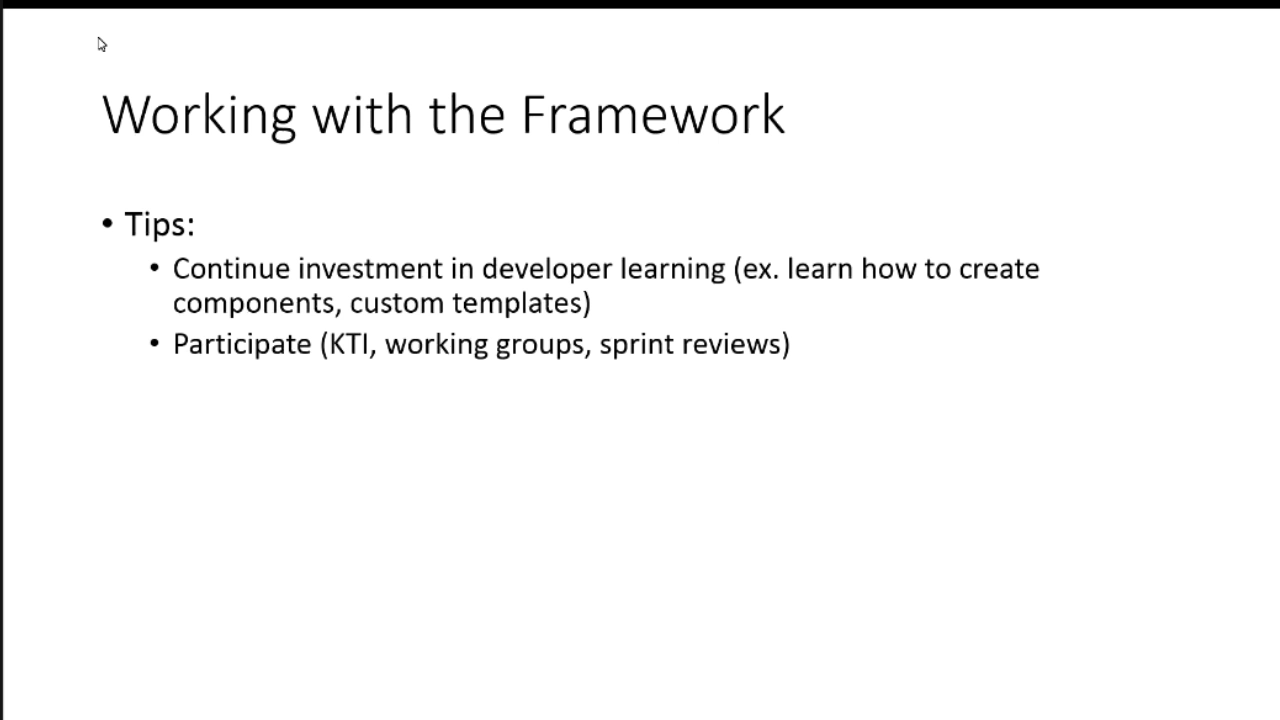 Working with the Framework
• Tips:
• Continue investment in developer learning (ex. learn how to create
components, custom templates)
• Participate (KTI, working groups, sprint reviews)